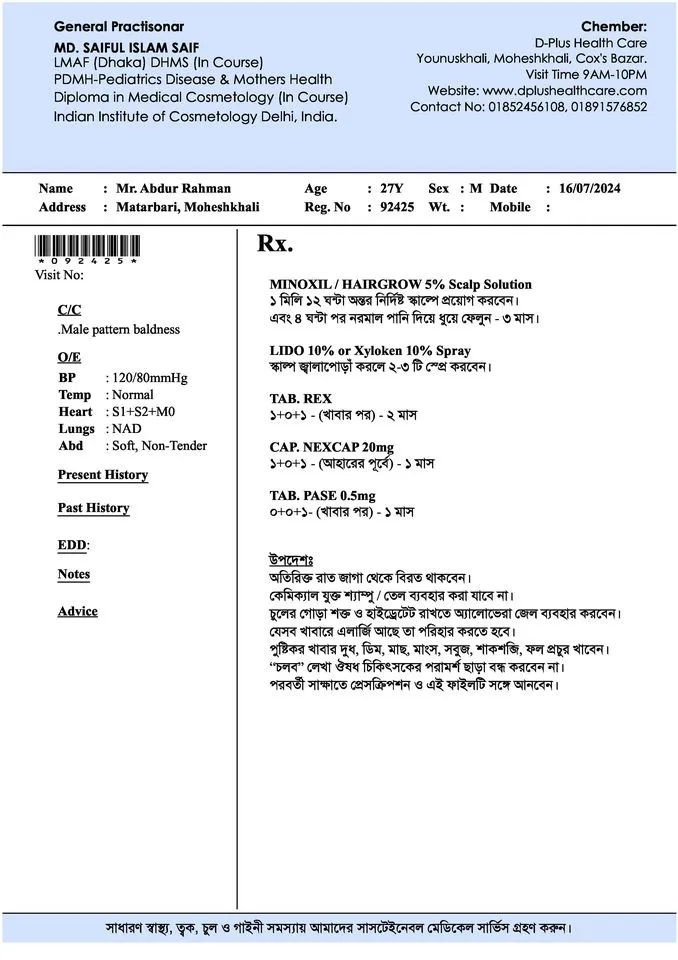 General Practisonar
MD. SAIFUL ISLAM SAIF
LMAF (Dhaka) DHMS (In Course)
PDMH-Pediatrics Disease & Mothers Health
Diploma in Medical Cosmetology (In Course)
Indian Institute of Cosmetology Delhi, India.
Chember:
D-Plus Health Care
Younuskhali, Moheshkhali, Cox's Bazar.
Visit Time 9AM-10PM
Website: www.dplushealthcare.com
Contact No: 01852456108, 01891576852
Name : Mr. Abdur Rahman Age : 27Y Sex : M Date : 16/07/2024
Address : Matarbari, Moheshkhali Reg. No : 92425 Wt. : Mobile :
*092425*
Visit No:
C/C
.Male pattern baldness
O/E
BP : 120/80mmHg
Temp : Normal
Heart : S1+S2+M0
Lungs : NAD
Abd : Soft, Non-Tender
Present History
Past History
EDD:
Notes
Advice
Rx.
MINOXIL / HAIRGROW 5% Scalp Solution
১ মিলি ১২ ঘন্টা অন্তর নির্দিষ্ট স্কাল্পে প্রয়োগ করবেন।
এবং ৪ ঘন্টা পর নরমাল পানি দিয়ে ধুয়ে ফেলুন - ৩ মাস।
LIDO 10% or Xyloken 10% Spray
স্কাল্প জ্বালাপোড়াঁ করলে ২-৩ টি স্প্রে করবেন।
TAB. REX
১+০+১ - (খাবার পর) - ২ মাস
CAP. NEXCAP 20mg
১+০+১ - (আহারের পূর্বে) - ১ মাস
TAB. PASE 0.5mg
০+০+১- (খাবার পর) - ১ মাস
উপদেশঃ
অতিরিক্ত রাত জাগা থেকে বিরত থাকবেন।
কেমিক্যাল যুক্ত শ্যাম্পু / তেল ব্যবহার করা যাবে না।
চুলের গোড়া শক্ত ও হাইড্রেটেট রাখতে অ্যালোভেরা জেল ব্যবহার করবেন।
যেসব খাবারে এলার্জি আছে তা পরিহার করতে হবে।
পুষ্টিকর খাবার দুধ, ডিম, মাছ, মাংস, সবুজ, শাকশব্জি, ফল প্রচুর খাবেন।
“চলব” লেখা ঔষধ চিকিৎসকের পরামর্শ ছাড়া বন্ধ করবেন না।
পরবর্তী সাক্ষাতে প্রেসক্রিপশন ও এই ফাইলটি সঙ্গে আনবেন।
সাধারণ স্বাস্থ্য, ত্বক, চুল ও গাইনী সমস্যায় আমাদের সাসটেইনেবল মেডিকেল সার্ভিস গ্রহণ করুন।